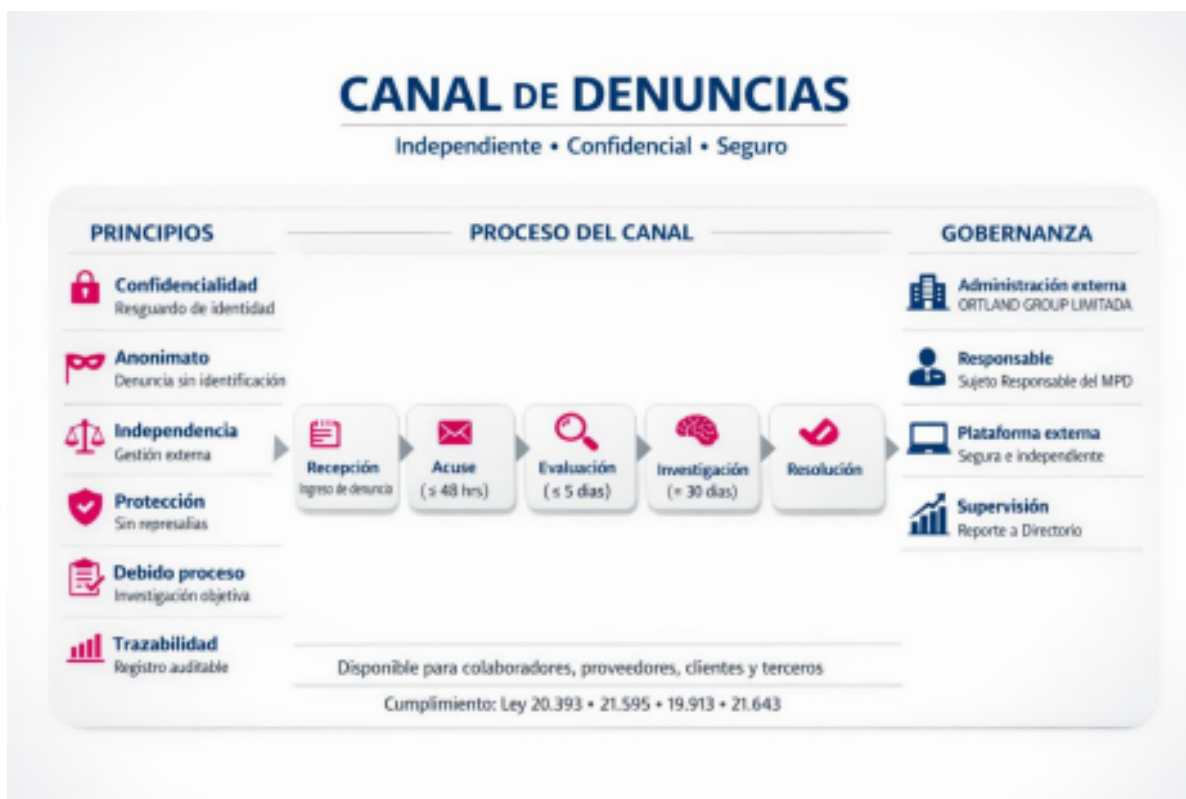 CANAL DE DENUNCIAS
Independiente • Confidencial • Seguro
PRINCIPIOS
Confidencialidad
Resguardo de identidad
Anonimato
Denuncia sin identificación
Independencia
Gestión externa
Protección
Sin represalias
Debido proceso
Investigación objetiva
Trazabilidad
Registro auditable
PROCESO DEL CANAL
Recepción
Ingreso de denuncia
Acuse
(≤ 48 hrs)
Evaluación
(≤ 5 días)
Investigación
(= 30 días)
Resolución
Disponible para colaboradores, proveedores, clientes y terceros
Cumplimiento: Ley 20.393 • 21.595 • 19.913 • 21.643
GOBERNANZA
Administración externa
ORTLAND GROUP LIMITADA
Responsable
Sujeto Responsable del MPD
Plataforma externa
Segura e independiente
Supervisión
Reporte a Directorio